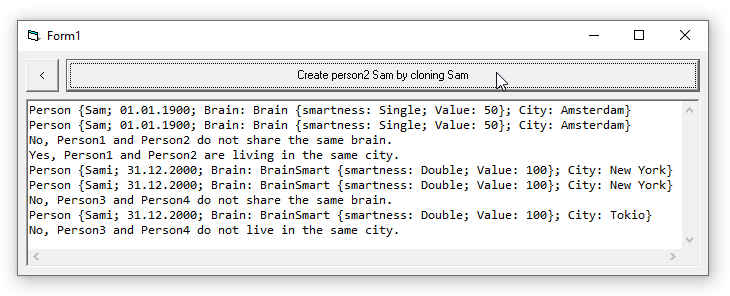 Form1
<
Create person2 Sam by cloning Sam
Person {Sam; 01.01.1900; Brain: Brain {smartness: Single; Value: 50}; City: Amsterdam}
Person {Sam; 01.01.1900; Brain: Brain {smartness: Single; Value: 50}; City: Amsterdam}
No, Person1 and Person2 do not share the same brain.
Yes, Person1 and Person2 are living in the same city.
Person {Sami; 31.12.2000; Brain: BrainSmart {smartness: Double; Value: 100}; City: New York}
Person {Sami; 31.12.2000; Brain: BrainSmart {smartness: Double; Value: 100}; City: New York}
No, Person3 and Person4 do not share the same brain.
Person {Sami; 31.12.2000; Brain: BrainSmart {smartness: Double; Value: 100}; City: Tokio}
No, Person3 and Person4 do not live in the same city.